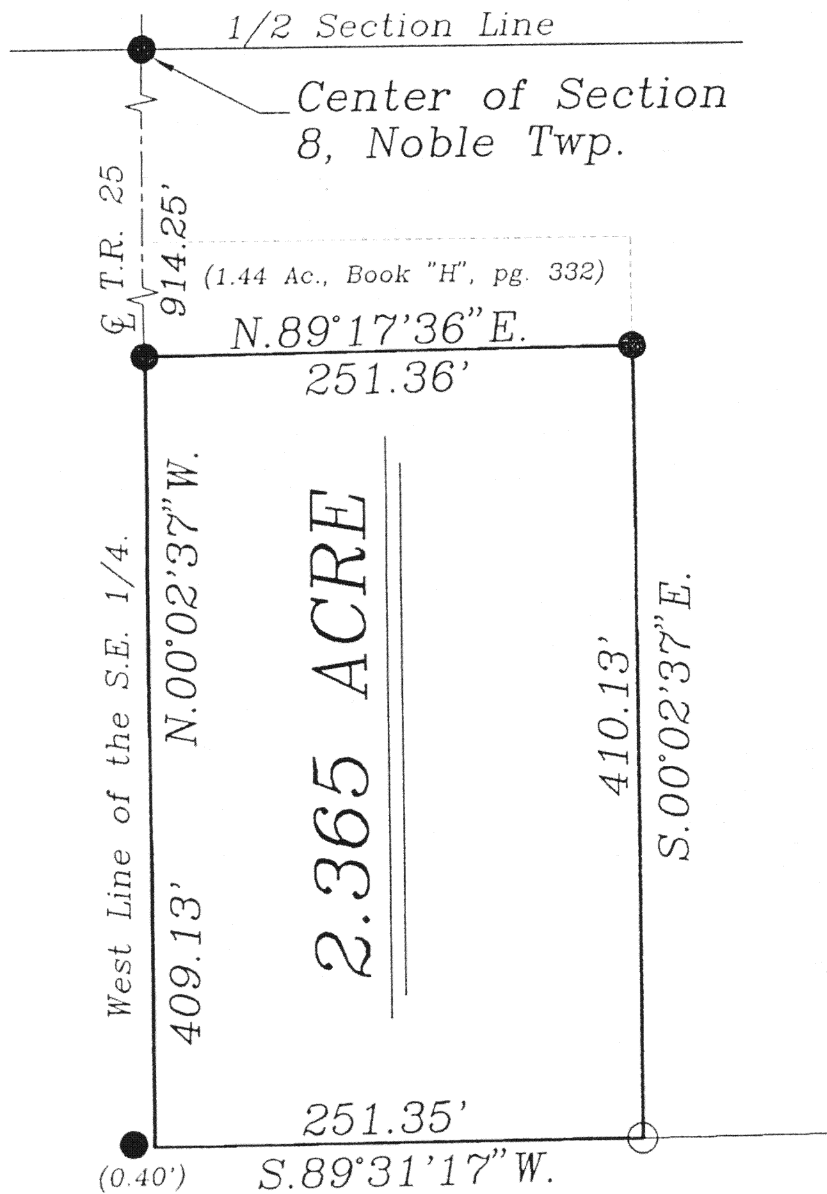 1/2 Section Line
Center of Section
8, Noble Twp.
℄ T.R. 25
914.25'
(1.44 Ac., Book "H", pg. 332)
N.89°17'36"E.
251.36'
West Line of the S.E. 1/4.
N.00°02'37"W.
409.13'
2.365 ACRE
410.13'
S.00°02'37"E.
251.35'
S.89°31'17"W.
(0.40')